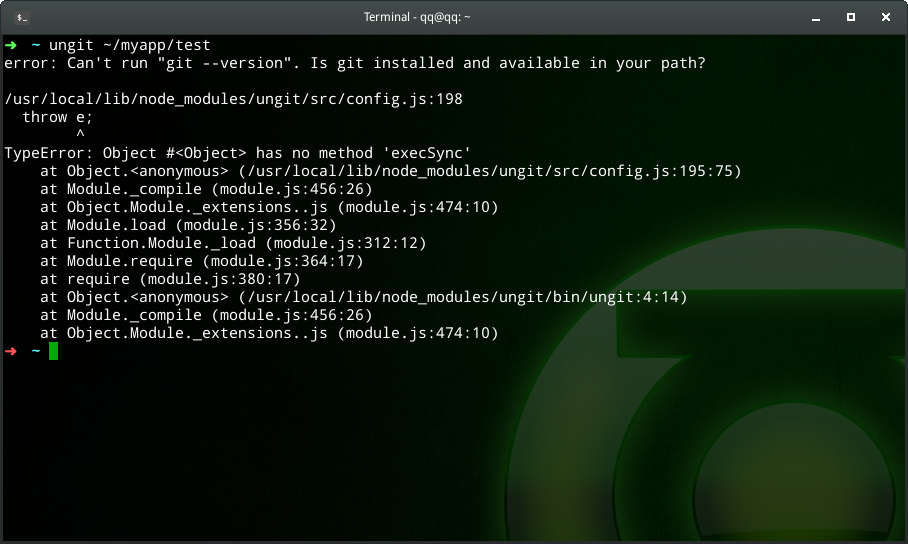 $_
Terminal - qq@qq: ~
➜  ~ ungit ~/myapp/test
error: Can't run "git --version". Is git installed and available in your path?
/usr/local/lib/node_modules/ungit/src/config.js:198
  throw e;
        ^
TypeError: Object #<Object> has no method 'execSync'
    at Object.<anonymous> (/usr/local/lib/node_modules/ungit/src/config.js:195:75)
    at Module._compile (module.js:456:26)
    at Object.Module._extensions..js (module.js:474:10)
    at Module.load (module.js:356:32)
    at Function.Module._load (module.js:312:12)
    at Module.require (module.js:364:17)
    at require (module.js:380:17)
    at Object.<anonymous> (/usr/local/lib/node_modules/ungit/bin/ungit:4:14)
    at Module._compile (module.js:456:26)
    at Object.Module._extensions..js (module.js:474:10)
➜  ~